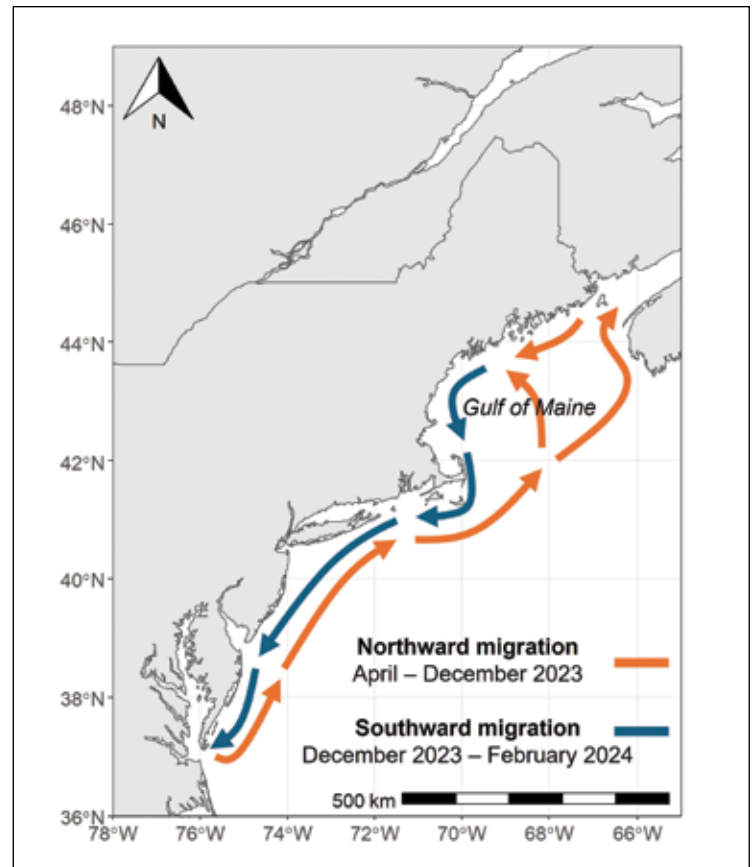 N
48°N
46°N
44°N
Gulf of Maine
42°N
40°N
Northward migration
April – December 2023
38°N
Southward migration
December 2023 – February 2024
500 km
36°N
78°W 76°W 74°W 72°W 70°W 68°W 66°W